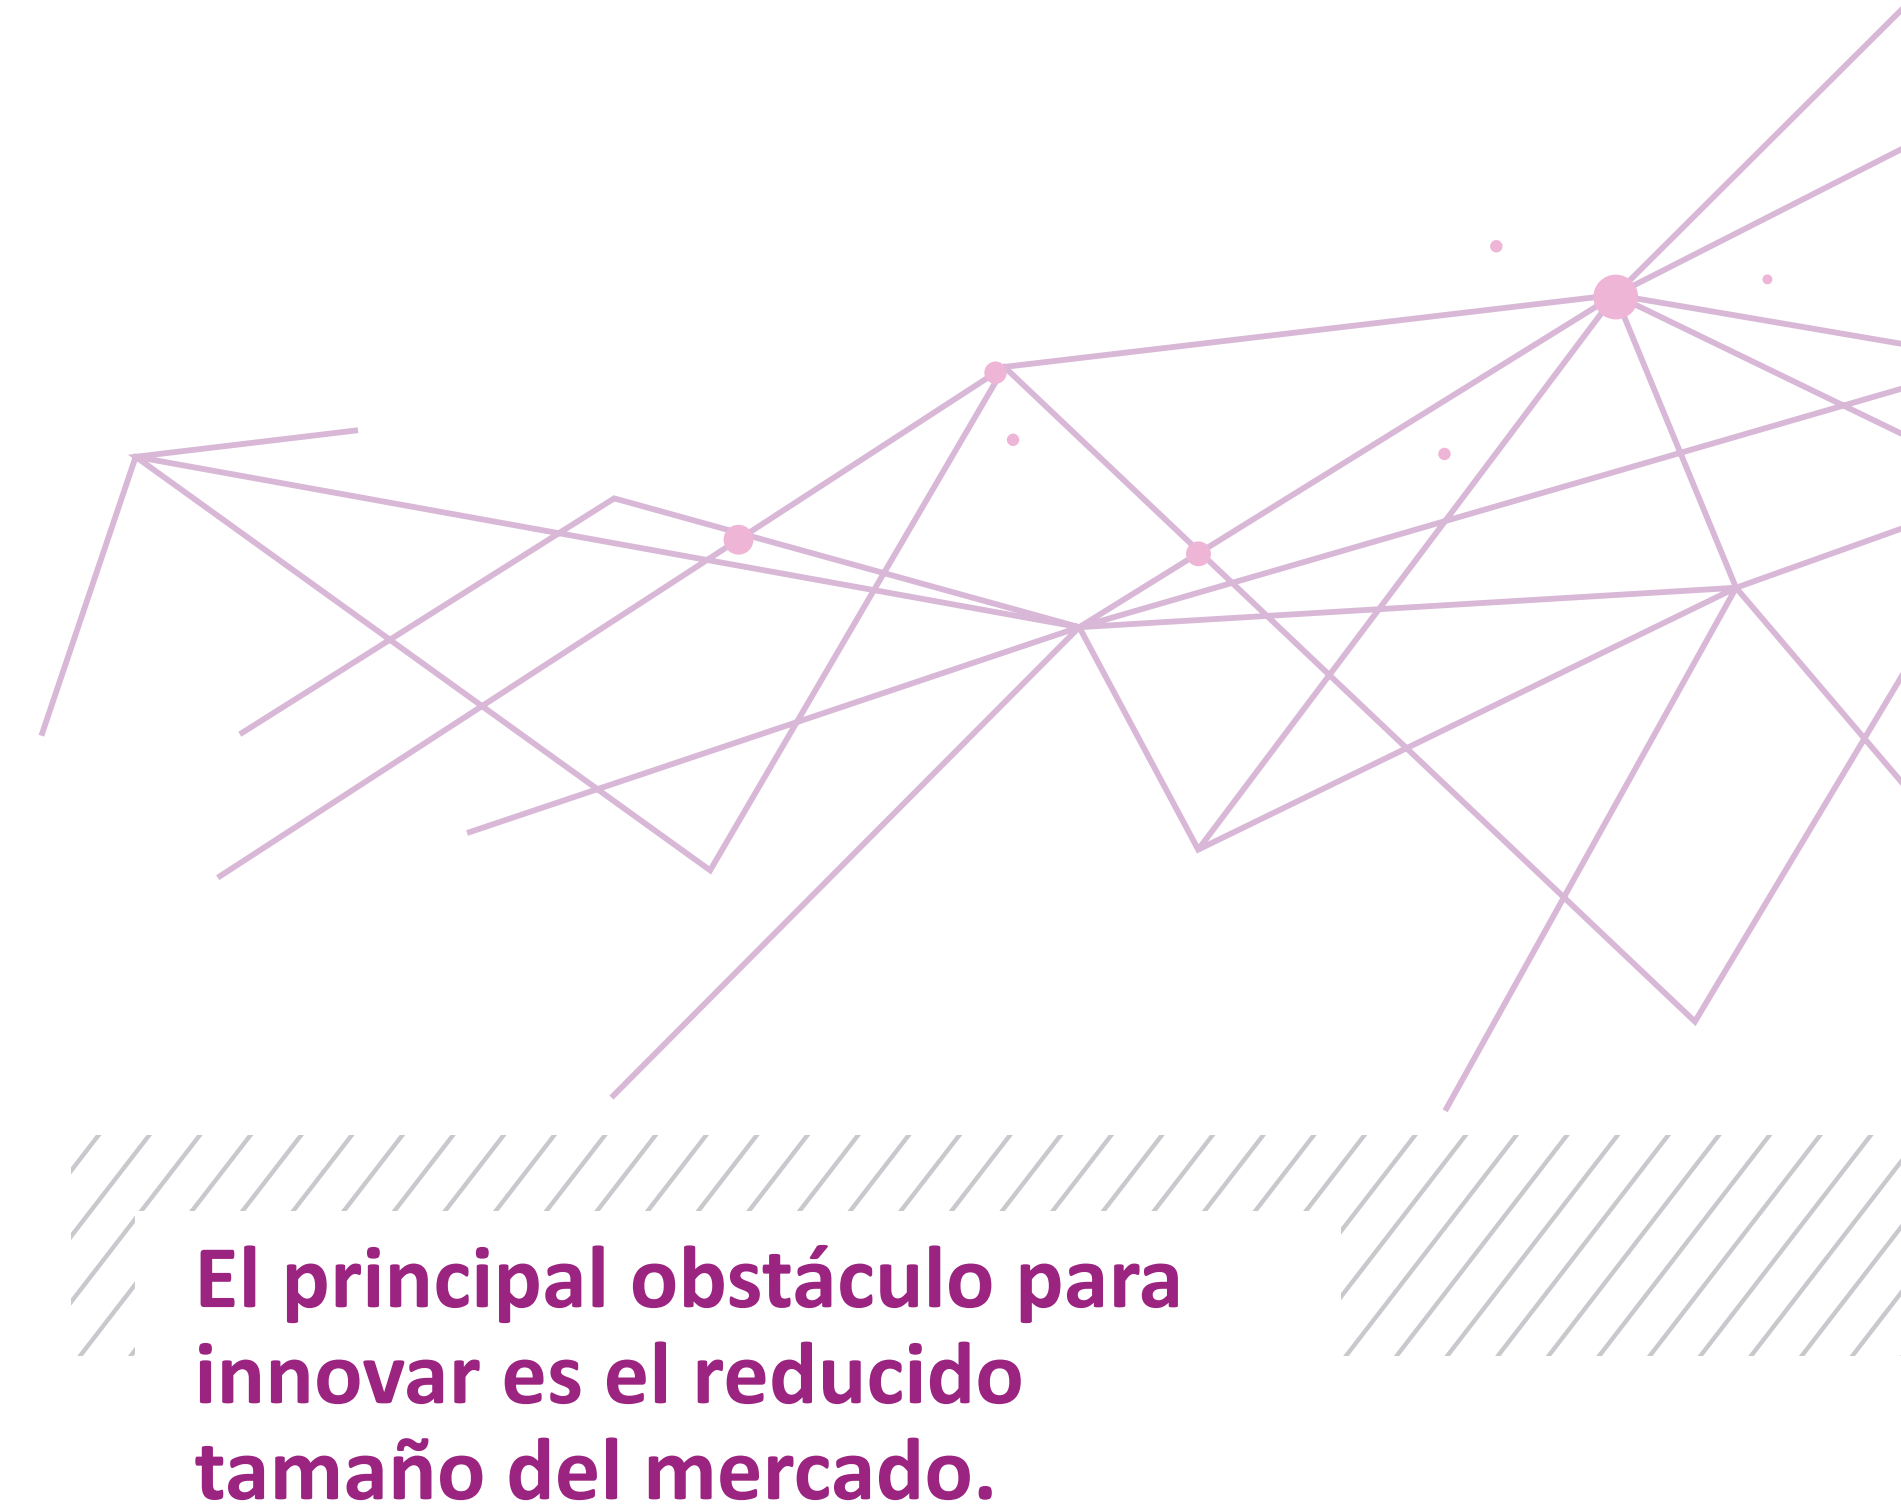 El principal obstáculo para
innovar es el reducido
tamaño del mercado.